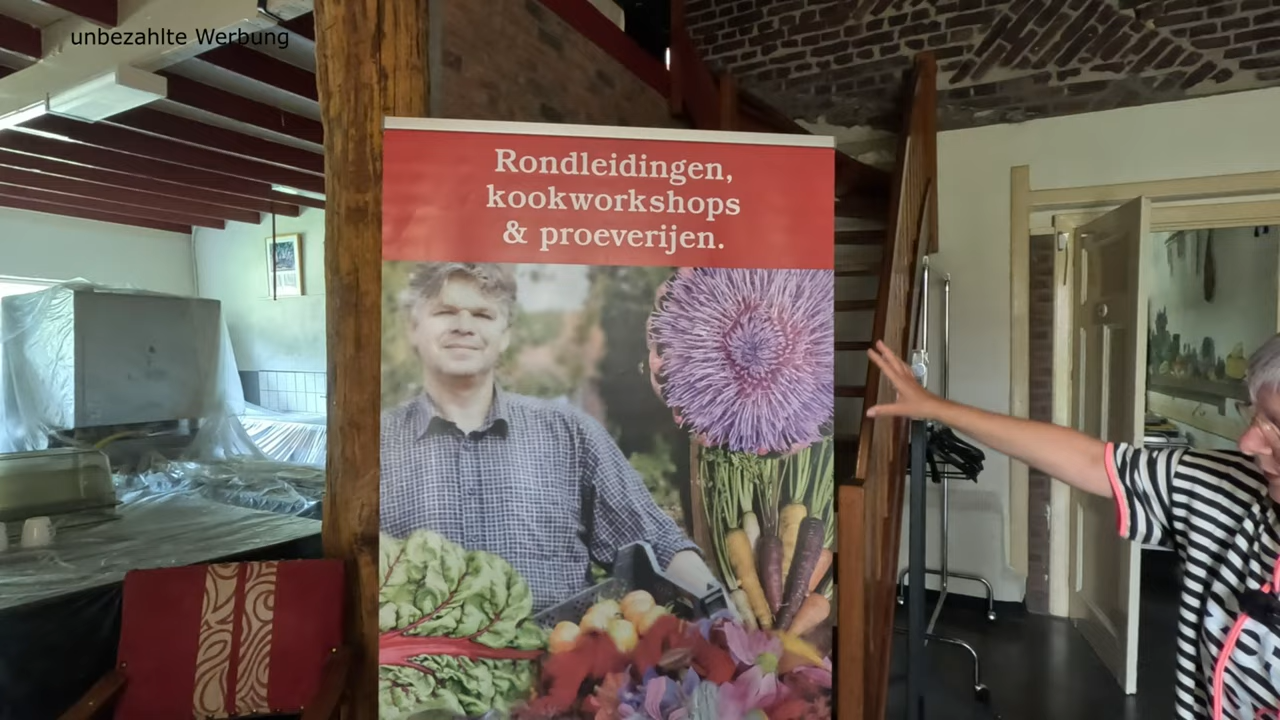 unbezahlte Werbung
Rondleidingen,
kookworkshops
& proeverijen.